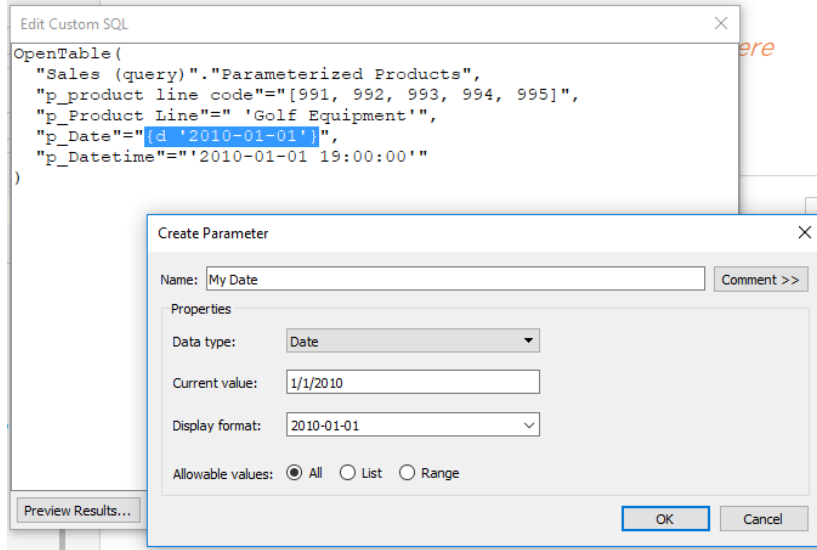 Edit Custom SQL
ere
OpenTable(
"Sales (query)"."Parameterized Products",
"p_product line code"="[991, 992, 993, 994, 995]",
"p_Product Line"=" 'Golf Equipment'",
"p_Date"="{d '2010-01-01'}",
"p_Datetime"="'2010-01-01 19:00:00'"
)
Create Parameter
Name: My Date Comment >>
Properties
Data type: Date
Current value: 1/1/2010
Display format: 2010-01-01
Allowable values: All List Range
Preview Results... OK Cancel